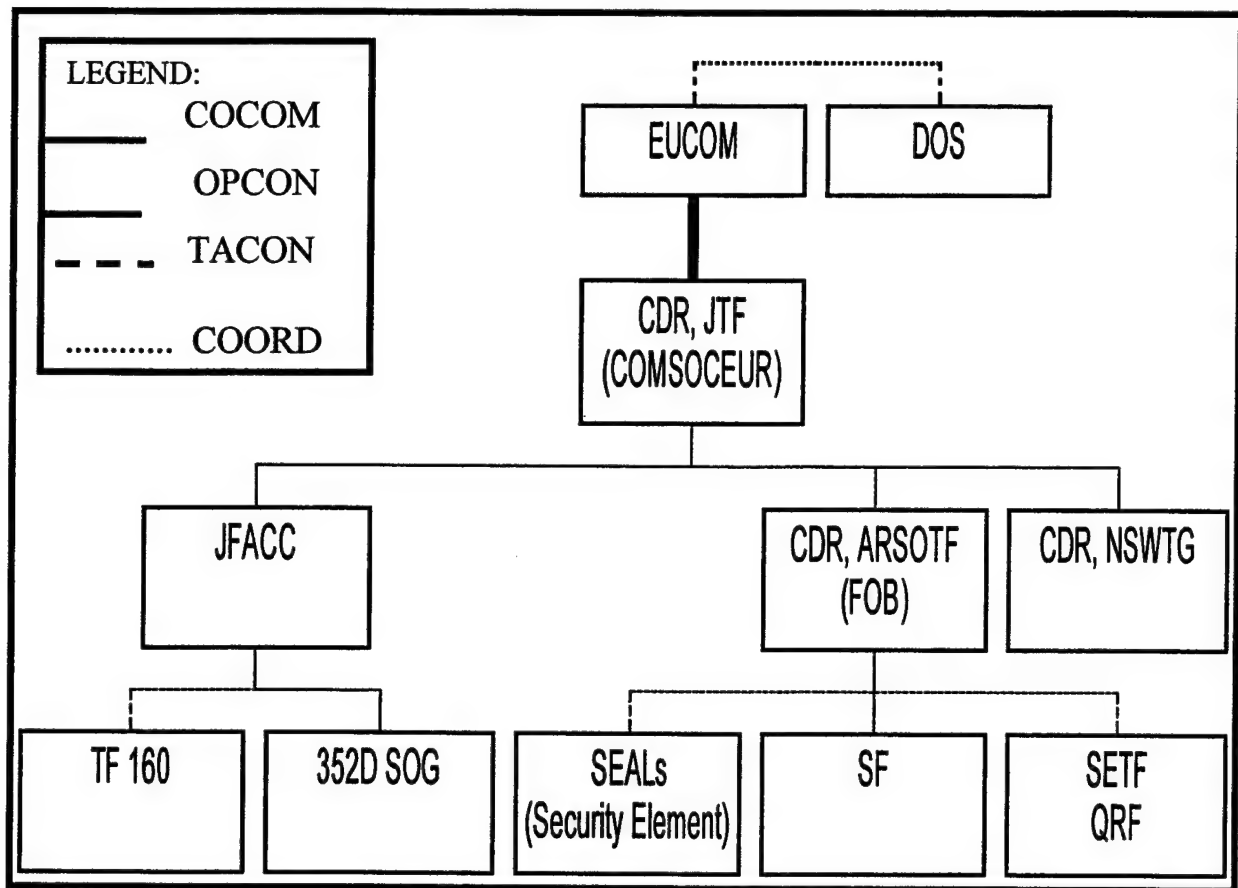 LEGEND:
COCOM
OPCON
TACON
COORD
EUCOM
DOS
CDR, JTF
(COMSOCEUR)
JFACC
CDR, ARSOTF
(FOB)
CDR, NSWTG
TF 160
352D SOG
SEALs
(Security Element)
SF
SETF
QRF